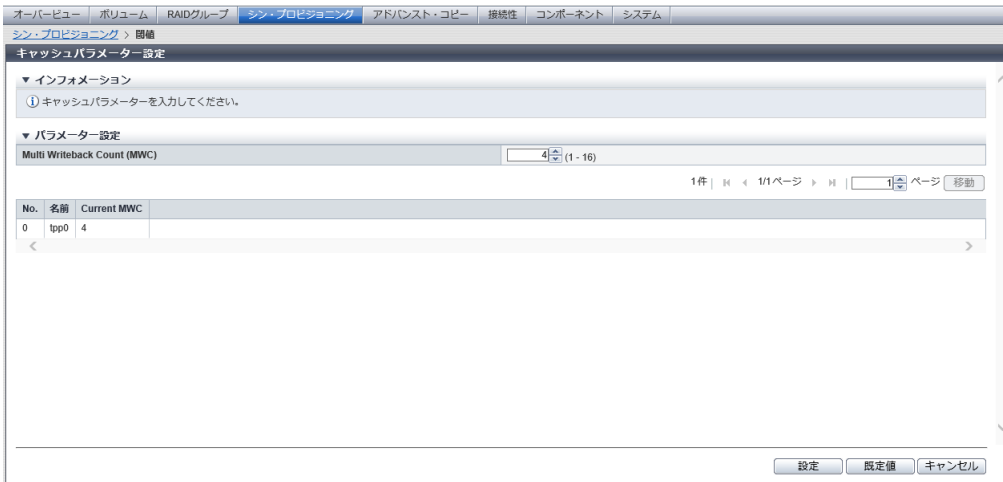 オーバービュー ボリューム RAIDグループ シン・プロビジョニング アドバンスト・コピー 接続性 コンポーネント システム
シン・プロビジョニング > 閾値
キャッシュパラメーター設定
▼ インフォメーション
キャッシュパラメーターを入力してください。
▼ パラメーター設定
Multi Writeback Count (MWC) 4 (1 - 16)
1件 | 1/1ページ | 1 ページ 移動
No. 名前 Current MWC
0 tpp0 4
設定 既定値 キャンセル